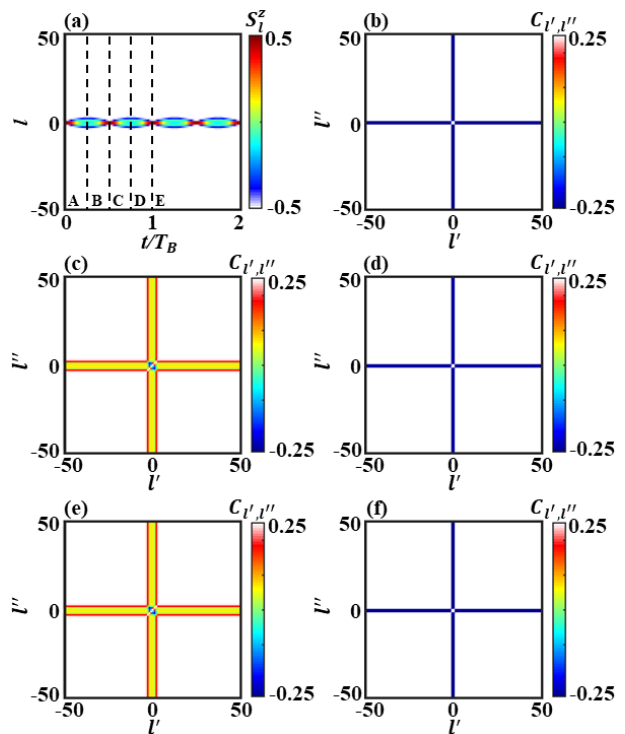 (a) S_l^z (b) C_{l',l''}
50 0.5 50 0.25
l 0 l'' 0
-50 A B C D E -0.5 -50 -0.25
0 1 2 -50 0 50
t/T_B l'
(c) C_{l',l''} (d) C_{l',l''}
50 0.25 50 0.25
l'' 0 l'' 0
-50 -0.25 -50 -0.25
-50 0 50 -50 0 50
l' l'
(e) C_{l',l''} (f) C_{l',l''}
50 0.25 50 0.25
l'' 0 l'' 0
-50 -0.25 -50 -0.25
-50 0 50 -50 0 50
l' l'